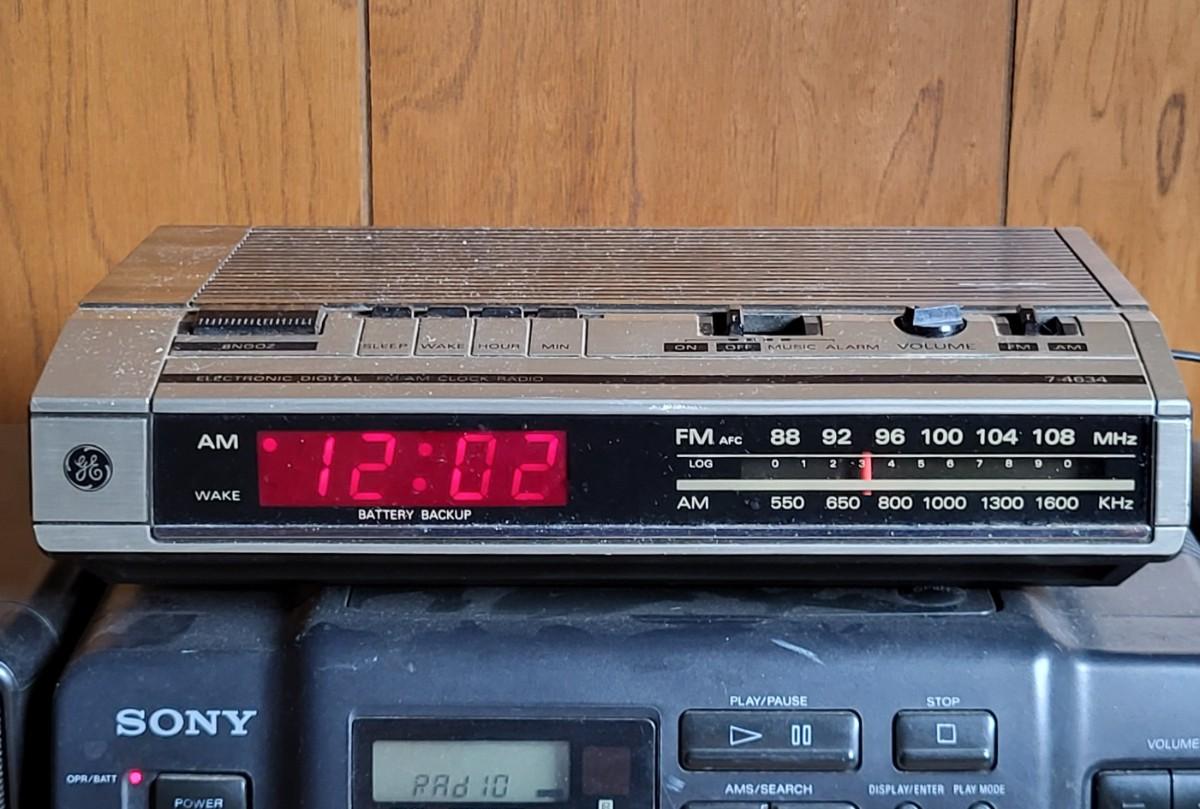 SNOOZ
SLEEP WAKE HOUR MIN
ON OFF MUSIC ALARM
VOLUME
FM AM
ELECTRONIC DIGITAL FM-AM CLOCK RADIO
7-4634
GE
AM
12:02
WAKE
BATTERY BACKUP
FM AFC 88 92 96 100 104 108 MHz
LOG 0 1 2 3 4 5 6 7 8 9 0
AM 550 650 800 1000 1300 1600 KHz
SONY
OPR/BATT
POWER
RAdIO
PLAY/PAUSE
STOP
VOLUME
AMS/SEARCH
DISPLAY/ENTER PLAY MODE